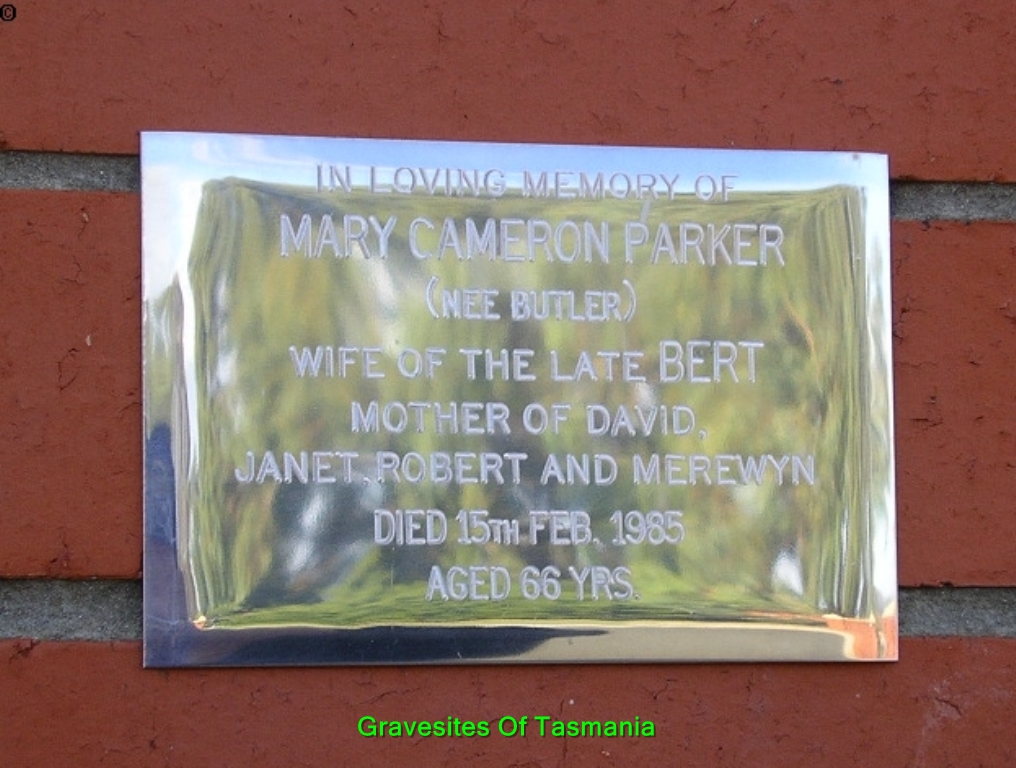 ©
IN LOVING MEMORY OF
MARY CAMERON PARKER
(NEE BUTLER)
WIFE OF THE LATE BERT
MOTHER OF DAVID,
JANET, ROBERT AND MEREWYN
DIED 15TH FEB. 1985
AGED 66 YRS.
Gravesites Of Tasmania